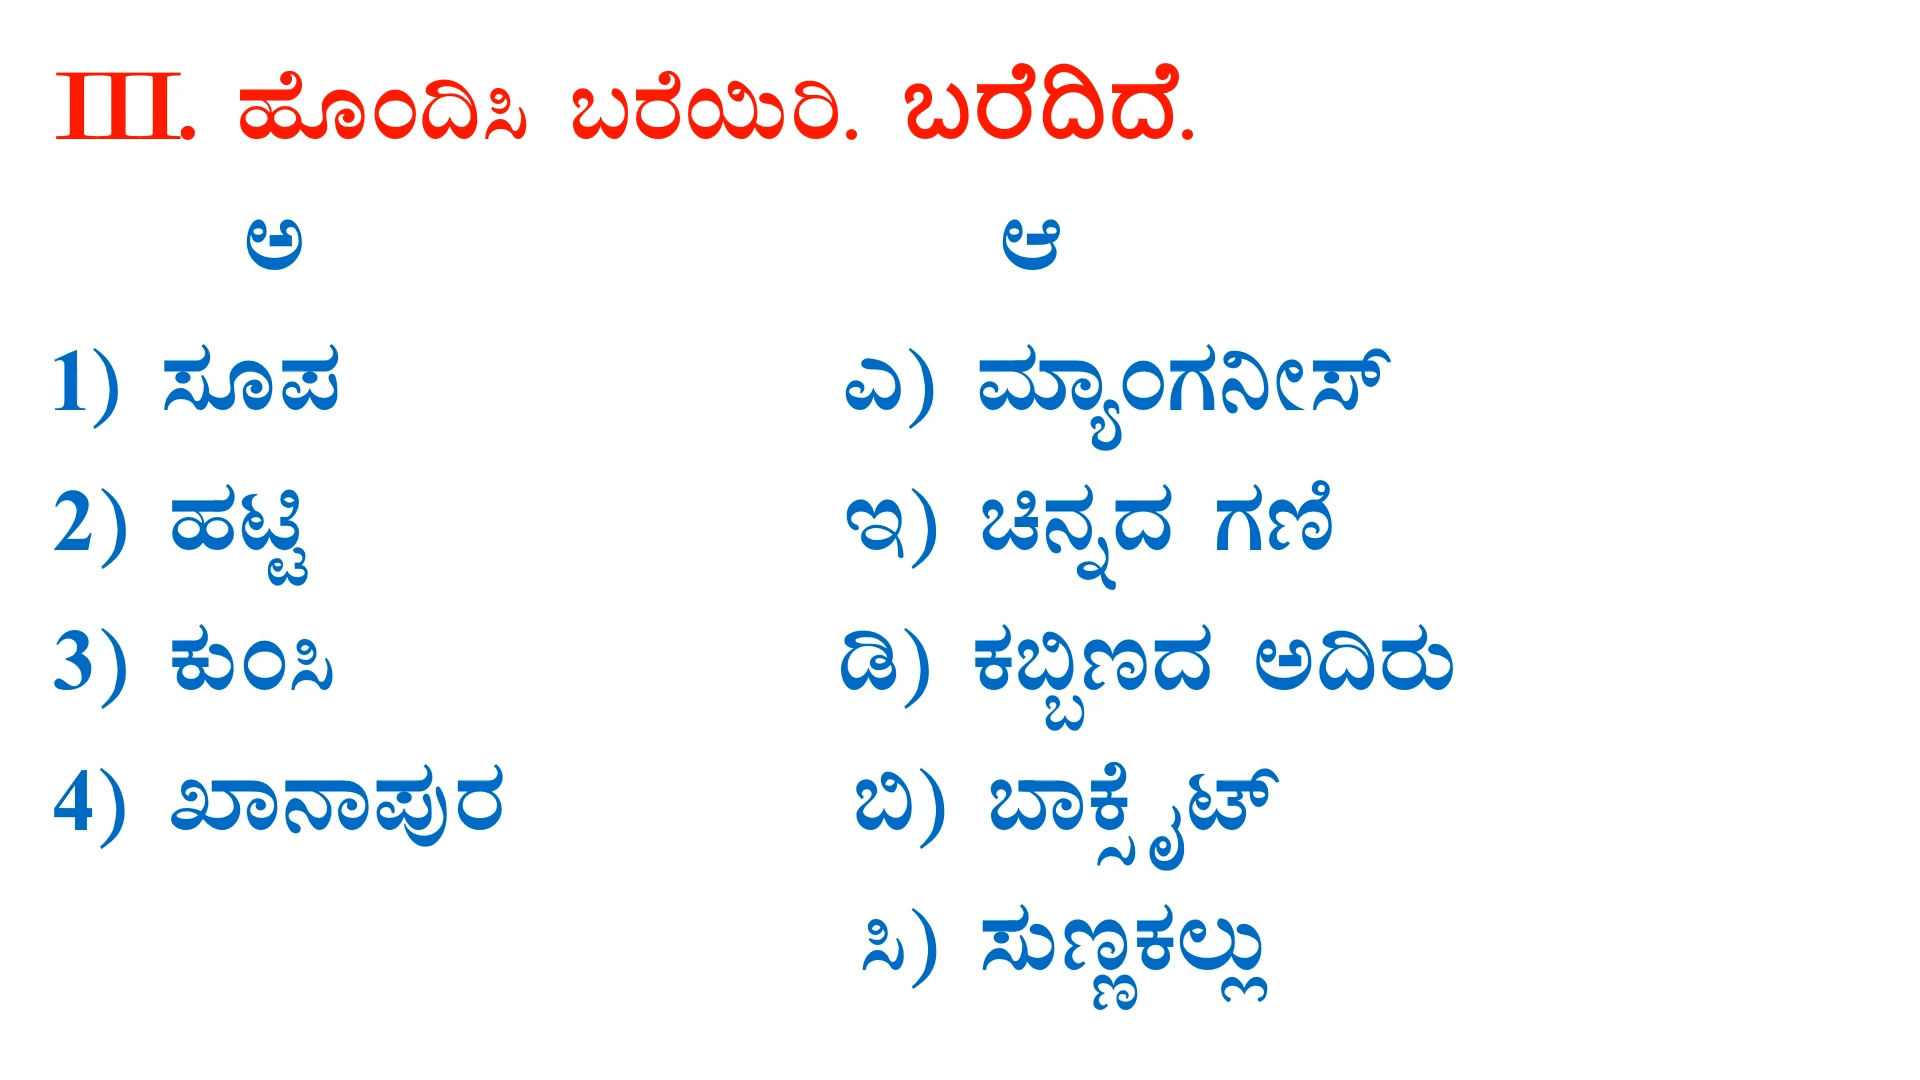 III. ಹೊಂದಿಸಿ ಬರೆಯಿರಿ. ಬರೆದಿದೆ.
ಅ ಆ
1) ಸೂಪ ಎ) ಮ್ಯಾಂಗನೀಸ್
2) ಹಟ್ಟಿ ಇ) ಚಿನ್ನದ ಗಣಿ
3) ಕುಂಸಿ ಡಿ) ಕಬ್ಬಿಣದ ಅದಿರು
4) ಖಾನಾಪುರ ಬಿ) ಬಾಕ್ಸೈಟ್
ಸಿ) ಸುಣ್ಣಕಲ್ಲು